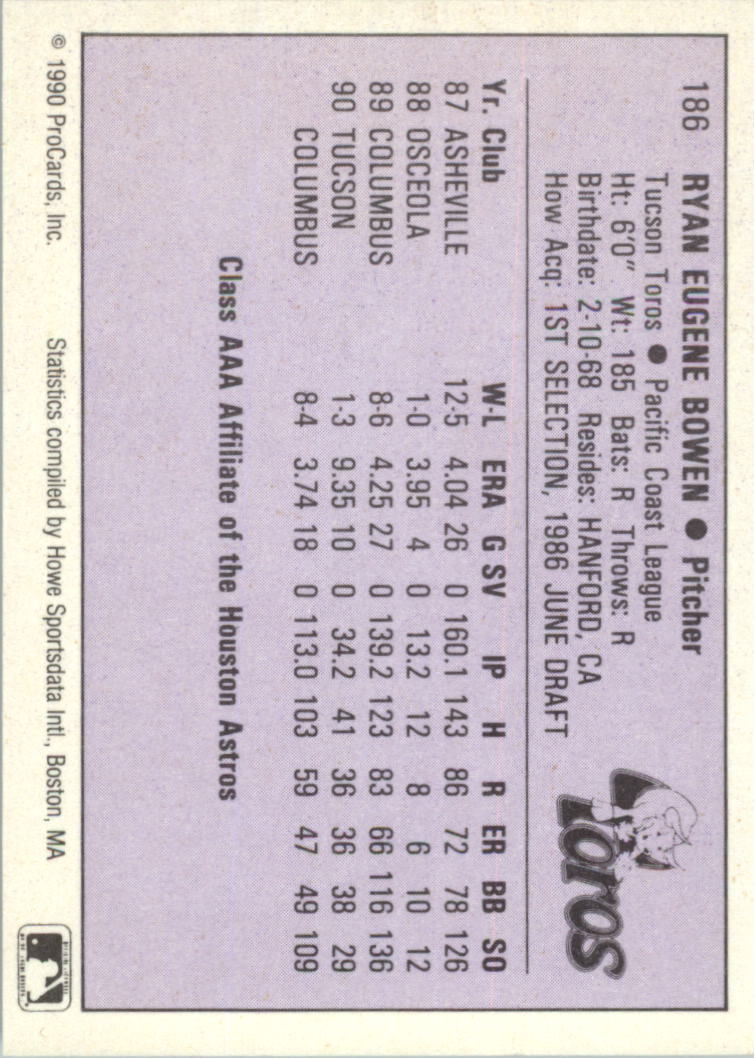 186 RYAN EUGENE BOWEN ● Pitcher
Tucson Toros ● Pacific Coast League
Ht: 6'0" Wt: 185 Bats: R Throws: R
Birthdate: 2-10-68 Resides: HANFORD, CA
How Acq: 1ST SELECTION, 1986 JUNE DRAFT
Toros
Yr. Club W-L ERA G SV IP H R ER BB SO
87 ASHEVILLE 12-5 4.04 26 0 160.1 143 86 72 78 126
88 OSCEOLA 1-0 3.95 4 0 13.2 12 8 6 10 12
89 COLUMBUS 8-6 4.25 27 0 139.2 123 83 66 116 136
90 TUCSON 1-3 9.35 10 0 34.2 41 36 36 38 29
COLUMBUS 8-4 3.74 18 0 113.0 103 59 47 49 109
Class AAA Affiliate of the Houston Astros
© 1990 ProCards, Inc. Statistics compiled by Howe Sportsdata Intl., Boston, MA